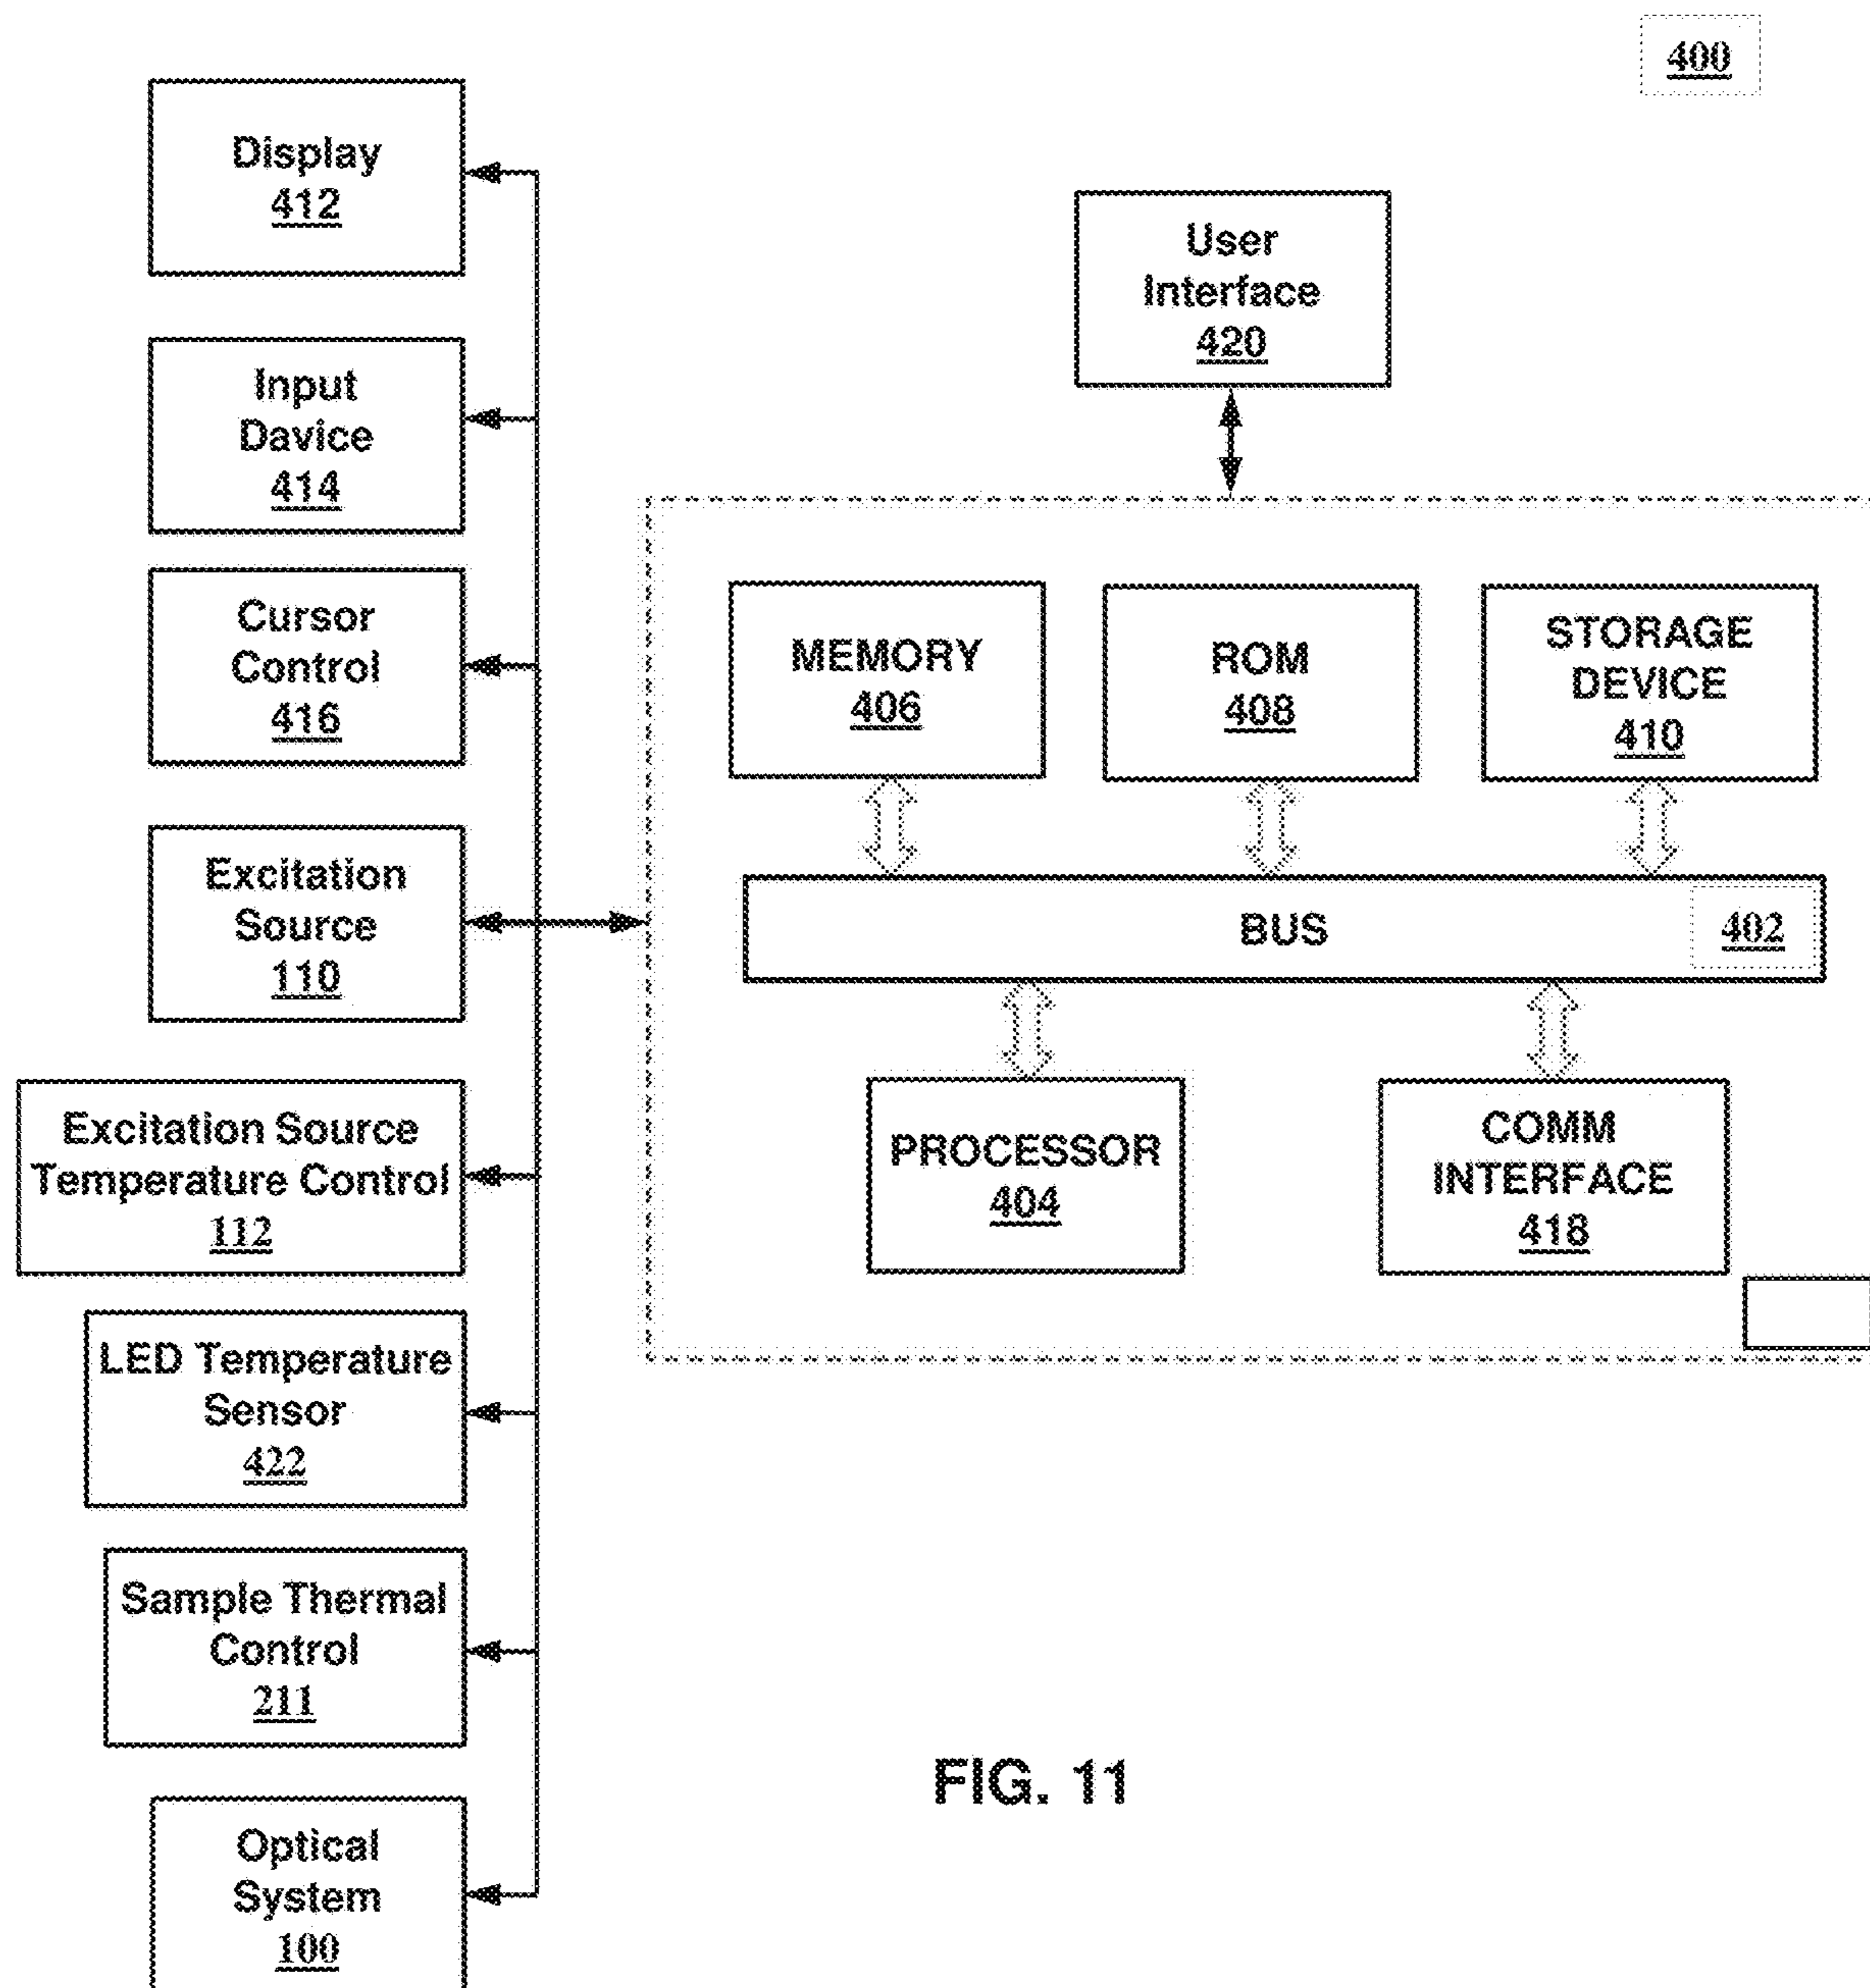 400
Display
412
Input
Davice
414
Cursor
Control
416
Excitation
Source
110
Excitation Source
Temperature Control
112
LED Temperature
Sensor
422
Sample Thermal
Control
211
Optical
System
100
User
Interface
420
MEMORY
406
ROM
408
STORAGE
DEVICE
410
BUS
402
PROCESSOR
404
COMM
INTERFACE
418
FIG. 11